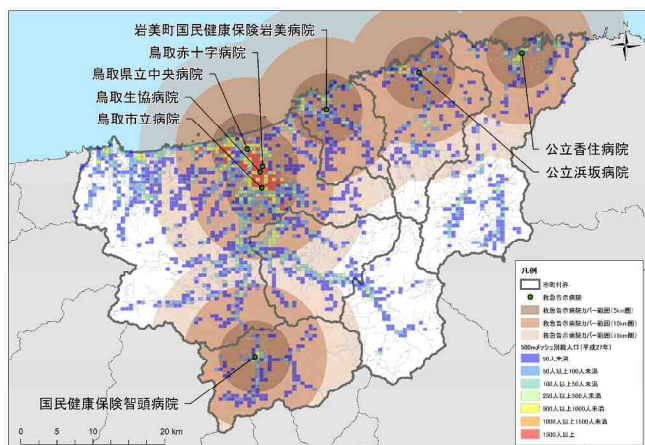 岩美町国民健康保険岩美病院
鳥取赤十字病院
鳥取県立中央病院
鳥取生協病院
鳥取市立病院
公立香住病院
公立浜坂病院
国民健康保険智頭病院
凡例
市町村界
救急告示病院
救急告示病院カバー範囲(5km圏)
救急告示病院カバー範囲(10km圏)
救急告示病院カバー範囲(15km圏)
500mメッシュ別総人口(平成27年)
50人未満
50人以上100人未満
100人以上50人未満
250人以上500人未満
500人以上1000人未満
1000人以上1500人未満
1500人以上
0 5 10 20 km